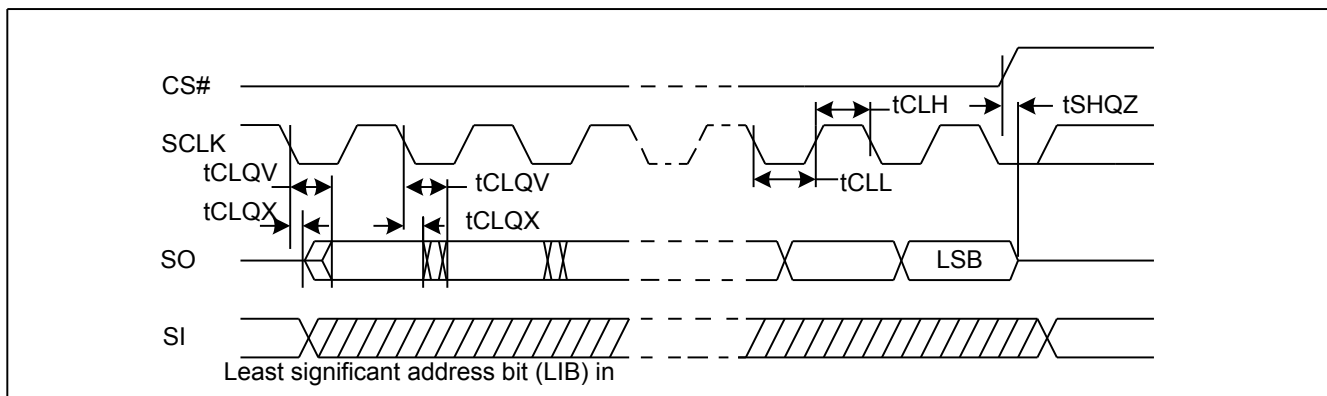 CS#
tCLH
tSHQZ
SCLK
tCLQV
tCLQV
tCLL
tCLQX
tCLQX
SO
LSB
SI
Least significant address bit (LIB) in